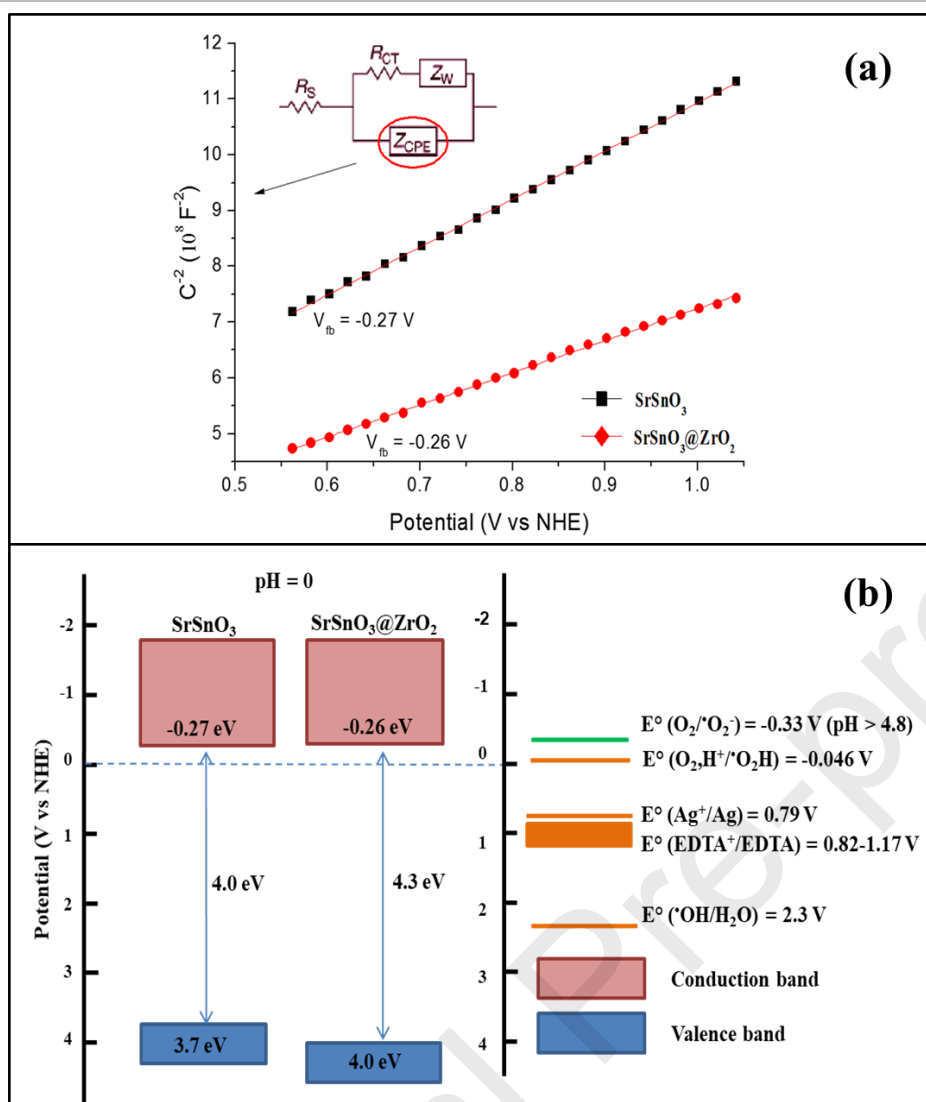 (a)
12
11
10
9
8
7
6
5
C⁻² (10⁸ F⁻²)
R_S
R_CT
Z_W
Z_CPE
V_fb = -0.27 V
V_fb = -0.26 V
SrSnO₃
SrSnO₃@ZrO₂
0.5 0.6 0.7 0.8 0.9 1.0
Potential (V vs NHE)
(b)
pH = 0
SrSnO₃ SrSnO₃@ZrO₂
Potential (V vs NHE)
-2
-1
0
1
2
3
4
-0.27 eV -0.26 eV
4.0 eV 4.3 eV
3.7 eV 4.0 eV
-2
-1
0
1
2
3
4
E° (O₂/•O₂⁻) = -0.33 V (pH > 4.8)
E° (O₂,H⁺/•O₂H) = -0.046 V
E° (Ag⁺/Ag) = 0.79 V
E° (EDTA⁺/EDTA) = 0.82-1.17 V
E° (•OH/H₂O) = 2.3 V
Conduction band
Valence band